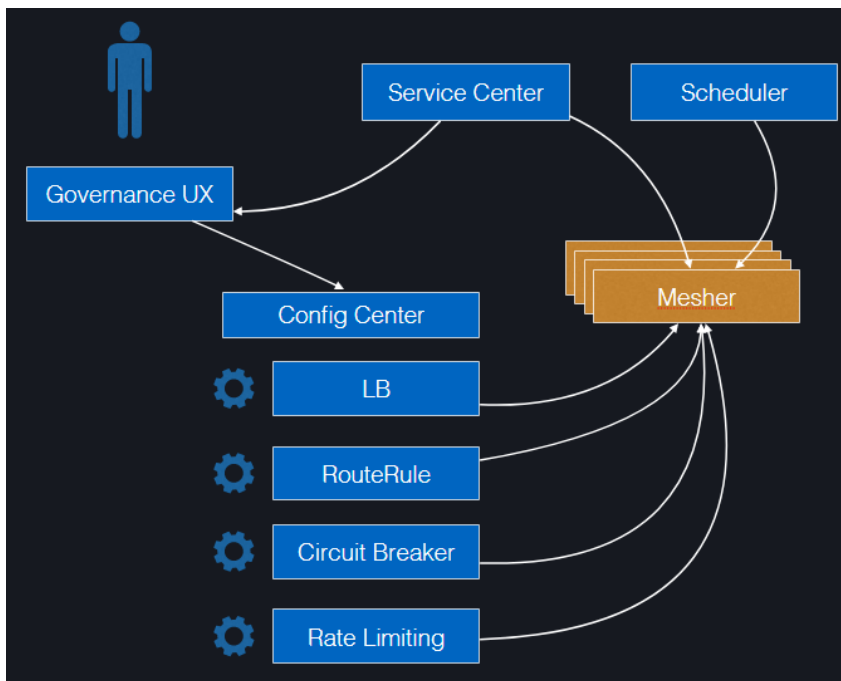 Service Center
Scheduler
Governance UX
Mesher
Config Center
LB
RouteRule
Circuit Breaker
Rate Limiting